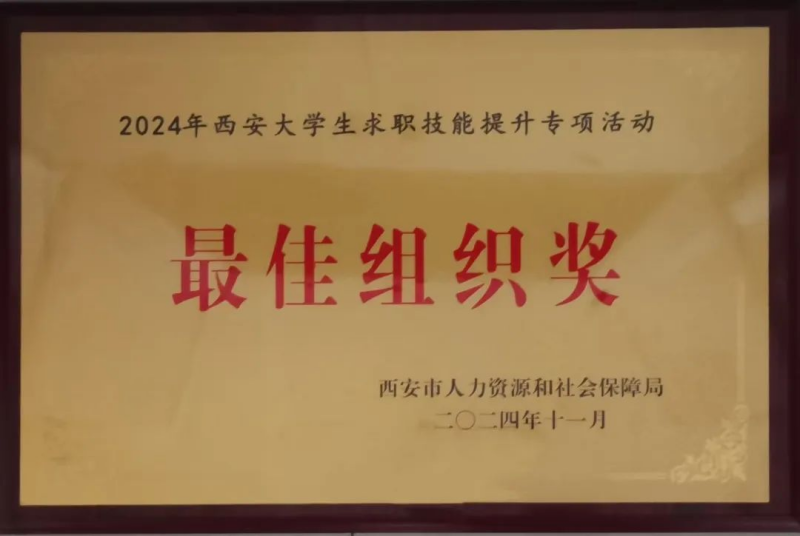 2024年西安大学生求职技能提升专项活动
最佳组织奖
西安市人力资源和社会保障局
二〇二四年十一月